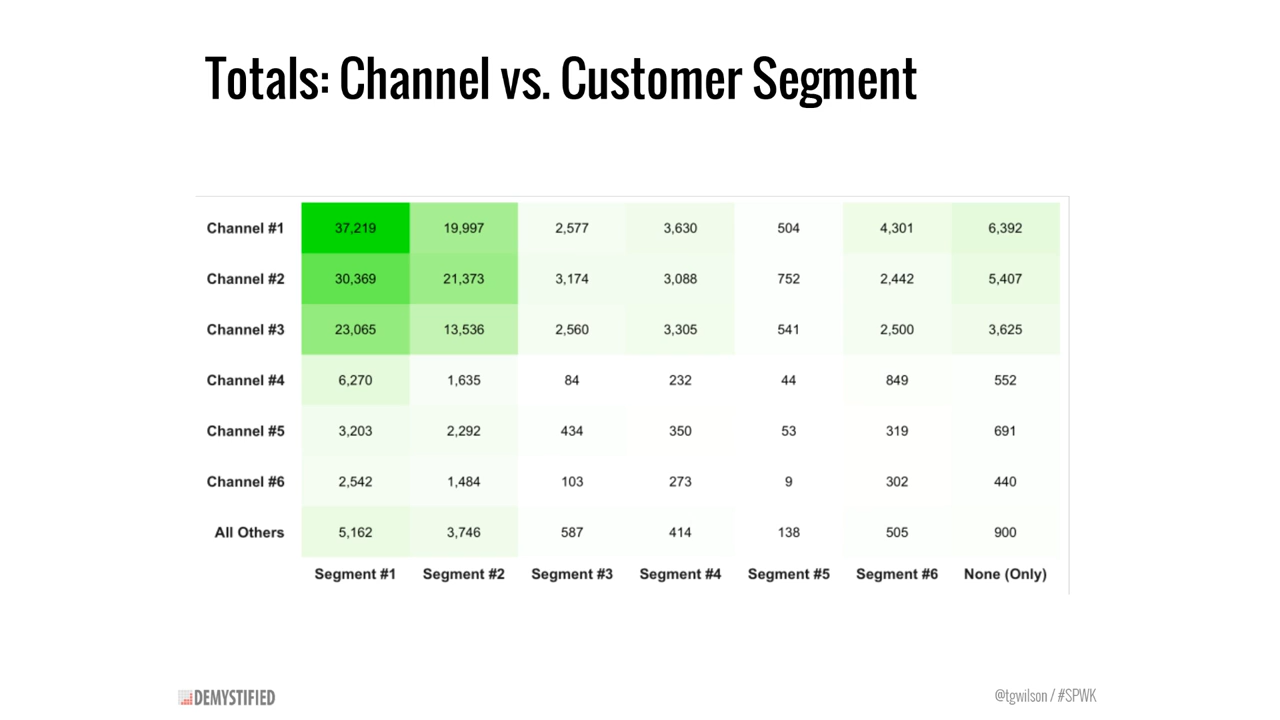 Totals: Channel vs. Customer Segment
Channel #1 37,219 19,997 2,577 3,630 504 4,301 6,392
Channel #2 30,369 21,373 3,174 3,088 752 2,442 5,407
Channel #3 23,065 13,536 2,560 3,305 541 2,500 3,625
Channel #4 6,270 1,635 84 232 44 849 552
Channel #5 3,203 2,292 434 350 53 319 691
Channel #6 2,542 1,484 103 273 9 302 440
All Others 5,162 3,746 587 414 138 505 900
Segment #1 Segment #2 Segment #3 Segment #4 Segment #5 Segment #6 None (Only)
DEMYSTIFIED @tgwilson / #SPWK